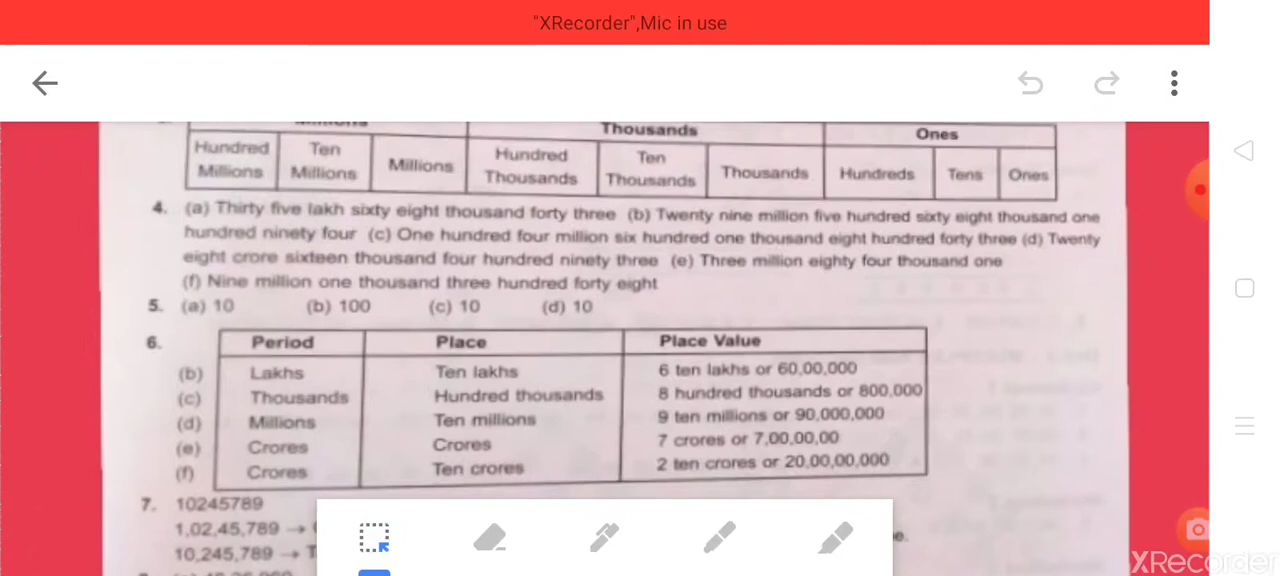 "XRecorder",Mic in use
Thousands Ones
Hundred Millions Ten Millions Millions Hundred Thousands Ten Thousands Thousands Hundreds Tens Ones
4. (a) Thirty five lakh sixty eight thousand forty three (b) Twenty nine million five hundred sixty eight thousand one
hundred ninety four (c) One hundred four million six hundred one thousand eight hundred forty three (d) Twenty
eight crore sixteen thousand four hundred ninety three (e) Three million eighty four thousand one
(f) Nine million one thousand three hundred forty eight
5. (a) 10 (b) 100 (c) 10 (d) 10
6. Period Place Place Value
(b) Lakhs Ten lakhs 6 ten lakhs or 60,00,000
(c) Thousands Hundred thousands 8 hundred thousands or 800,000
(d) Millions Ten millions 9 ten millions or 90,000,000
(e) Crores Crores 7 crores or 7,00,00,00
(f) Crores Ten crores 2 ten crores or 20,00,00,000
7. 10245789
1,02,45,789 →
10,245,789 → T
e.
XRecorder